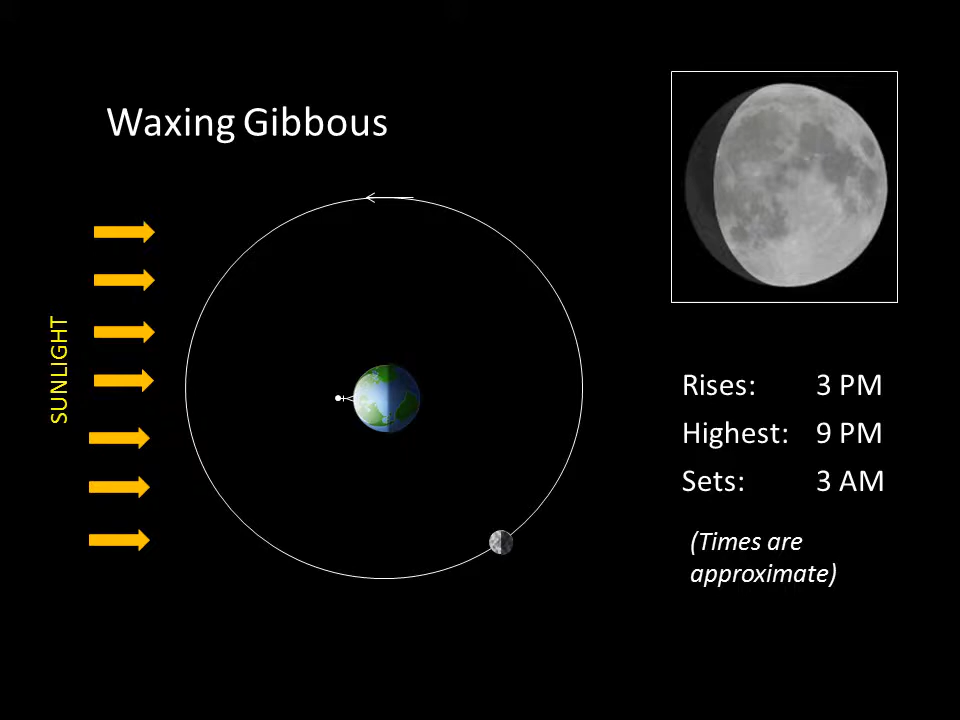 Waxing Gibbous
SUNLIGHT
Rises: 3 PM
Highest: 9 PM
Sets: 3 AM
(Times are
approximate)